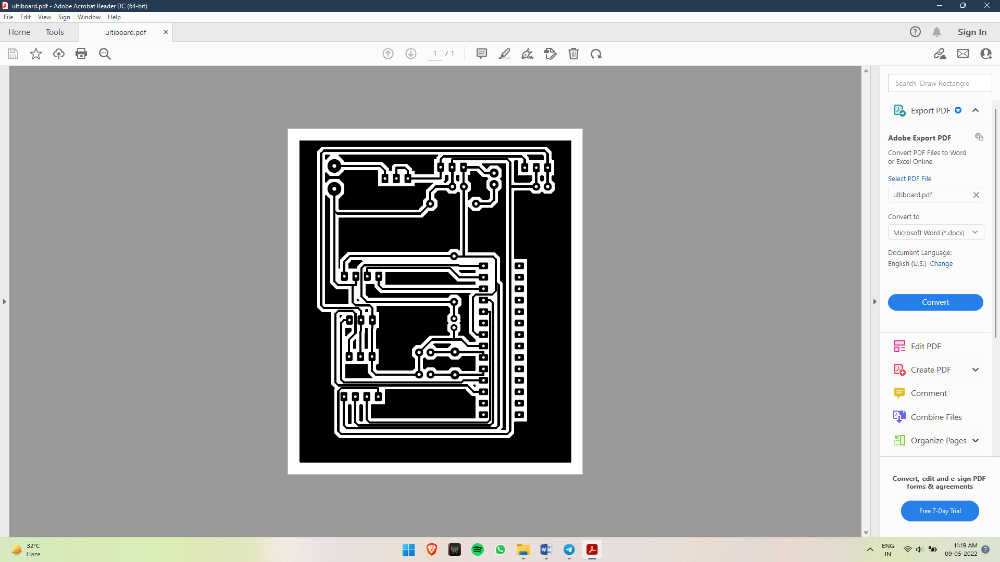 ultiboard.pdf - Adobe Acrobat Reader DC (64-bit)
File Edit View Sign Window Help
Home Tools ultiboard.pdf Sign In
1 / 1
Search 'Draw Rectangle'
Export PDF
Adobe Export PDF
Convert PDF Files to Word
or Excel Online
Select PDF File
ultiboard.pdf
Convert to
Microsoft Word (*.docx)
Document Language:
English (U.S.) Change
Convert
Edit PDF
Create PDF
Comment
Combine Files
Organize Pages
Convert, edit and e-sign PDF
forms & agreements
Free 7-Day Trial
32°C
Haze
ENG
IN
11:19 AM
09-05-2022
7